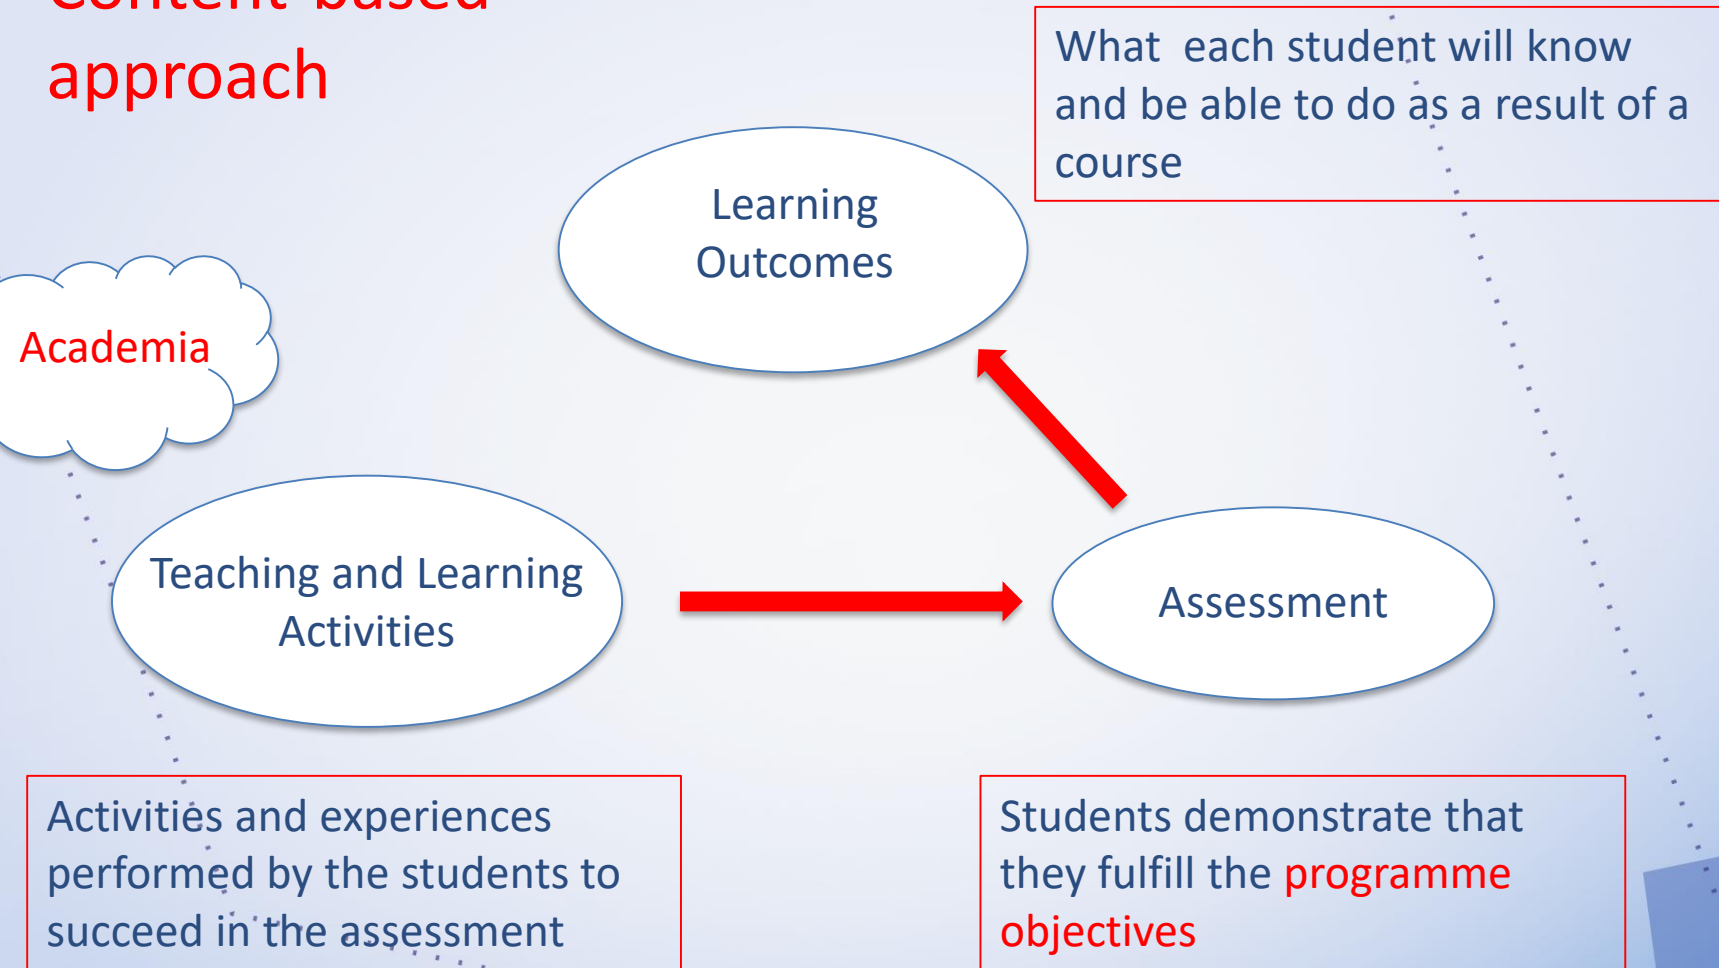 Content-based
approach
What each student will know
and be able to do as a result of a
course
Learning
Outcomes
Academia
Teaching and Learning
Activities
Assessment
Activities and experiences
performed by the students to
succeed in the assessment
Students demonstrate that
they fulfill the programme
objectives